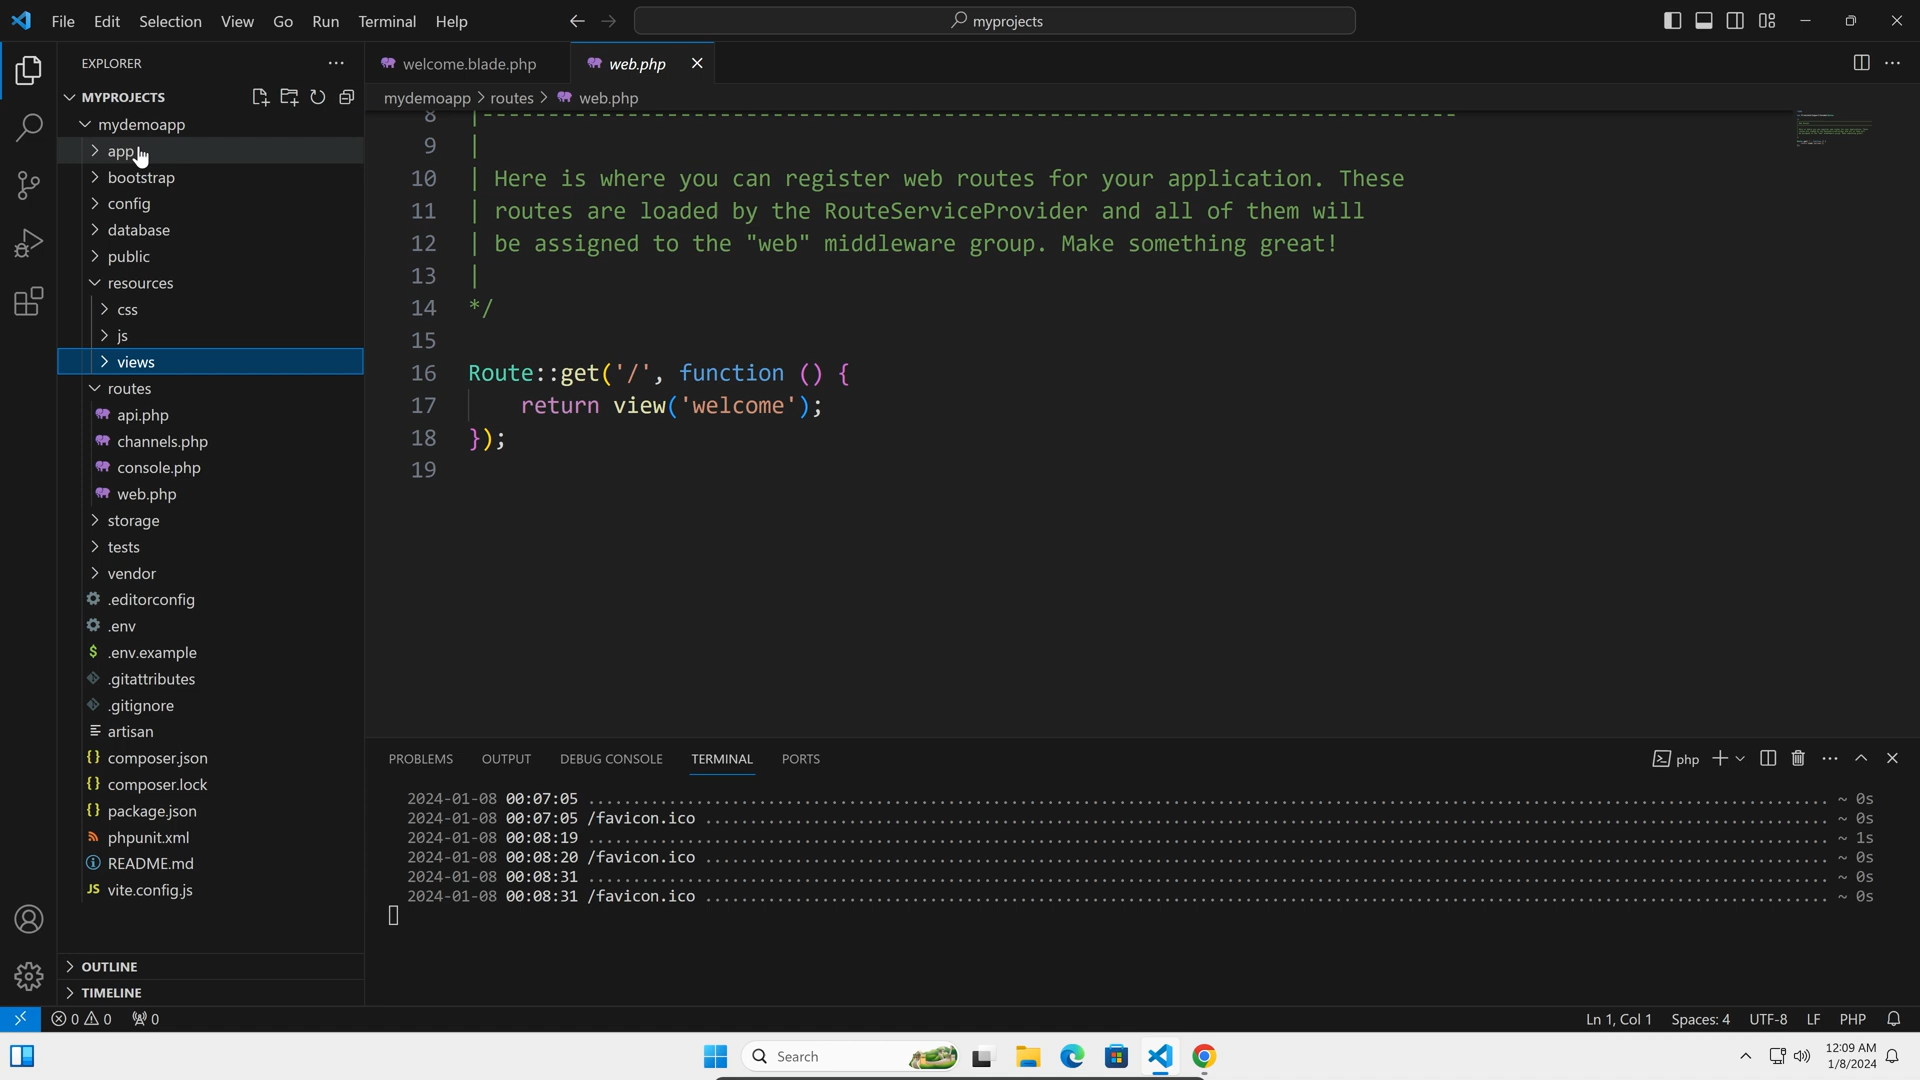 File Edit Selection View Go Run Terminal Help
myprojects
EXPLORER
MYPROJECTS
mydemoapp
app
bootstrap
config
database
public
resources
css
js
views
routes
api.php
channels.php
console.php
web.php
storage
tests
vendor
.editorconfig
.env
$ .env.example
.gitattributes
.gitignore
artisan
{} composer.json
{} composer.lock
{} package.json
phpunit.xml
README.md
JS vite.config.js
OUTLINE
TIMELINE
welcome.blade.php
web.php
mydemoapp > routes > web.php
8 |--------------------------------------------------------------------------
9 |
10 | Here is where you can register web routes for your application. These
11 | routes are loaded by the RouteServiceProvider and all of them will
12 | be assigned to the "web" middleware group. Make something great!
13 |
14 */
15
16 Route::get('/', function () {
17 return view('welcome');
18 });
19
PROBLEMS OUTPUT DEBUG CONSOLE TERMINAL PORTS
php
2024-01-08 00:07:05 ........ ~ 0s
2024-01-08 00:07:05 /favicon.ico ........ ~ 0s
2024-01-08 00:08:19 ........ ~ 1s
2024-01-08 00:08:20 /favicon.ico ........ ~ 0s
2024-01-08 00:08:31 ........ ~ 0s
2024-01-08 00:08:31 /favicon.ico ........ ~ 0s
0 0 0
Ln 1, Col 1 Spaces: 4 UTF-8 LF PHP
Search
12:09 AM
1/8/2024